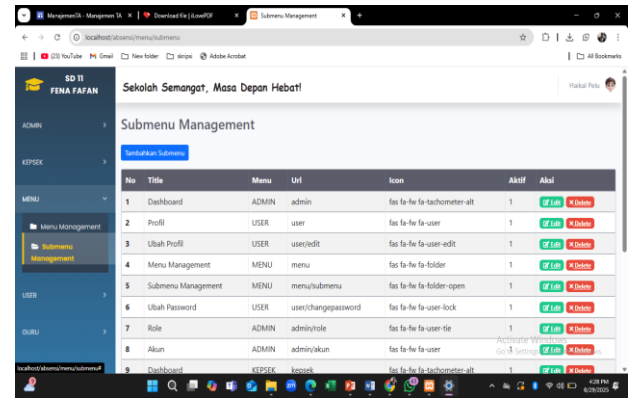 ManajemenTA - Manajemen TA
Download file | iLovePDF
Submenu Management
localhost/absensi/menu/submenu
(23) YouTube
Gmail
New folder
skripsi
Adobe Acrobat
All Bookmarks
SD 11
FENA FAFAN
Sekolah Semangat, Masa Depan Hebat!
Haikal Pelu
ADMIN
KEPSEK
MENU
Menu Management
Submenu
Management
USER
GURU
Submenu Management
Tambahkan Submenu
No Title Menu Url Icon Aktif Aksi
1 Dashboard ADMIN admin fas fa-fw fa-tachometer-alt 1 Edit Delete
2 Profil USER user fas fa-fw fa-user 1 Edit Delete
3 Ubah Profil USER user/edit fas fa-fw fa-user-edit 1 Edit Delete
4 Menu Management MENU menu fas fa-fw fa-folder 1 Edit Delete
5 Submenu Management MENU menu/submenu fas fa-fw fa-folder-open 1 Edit Delete
6 Ubah Password USER user/changepassword fas fa-fw fa-user-lock 1 Edit Delete
7 Role ADMIN admin/role fas fa-fw fa-user-tie 1 Edit Delete
8 Akun ADMIN admin/akun fas fa-fw fa-user 1 Edit Delete
9 Dashboard KEPSEK kepsek fas fa-fw fa-tachometer-alt 1 Edit Delete
Activate Windows
Go to Settings
localhost/absensi/menu/submenu#
4:28 PM
6/29/2025